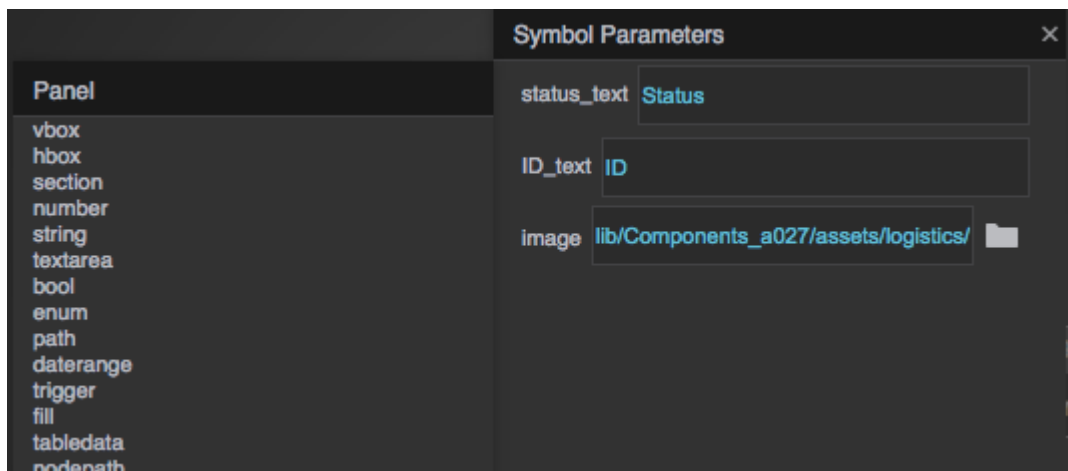 Symbol Parameters ×
Panel
vbox
hbox
section
number
string
textarea
bool
enum
path
daterange
trigger
fill
tabledata
nodepath
status_text Status
ID_text ID
image lib/Components_a027/assets/logistics/